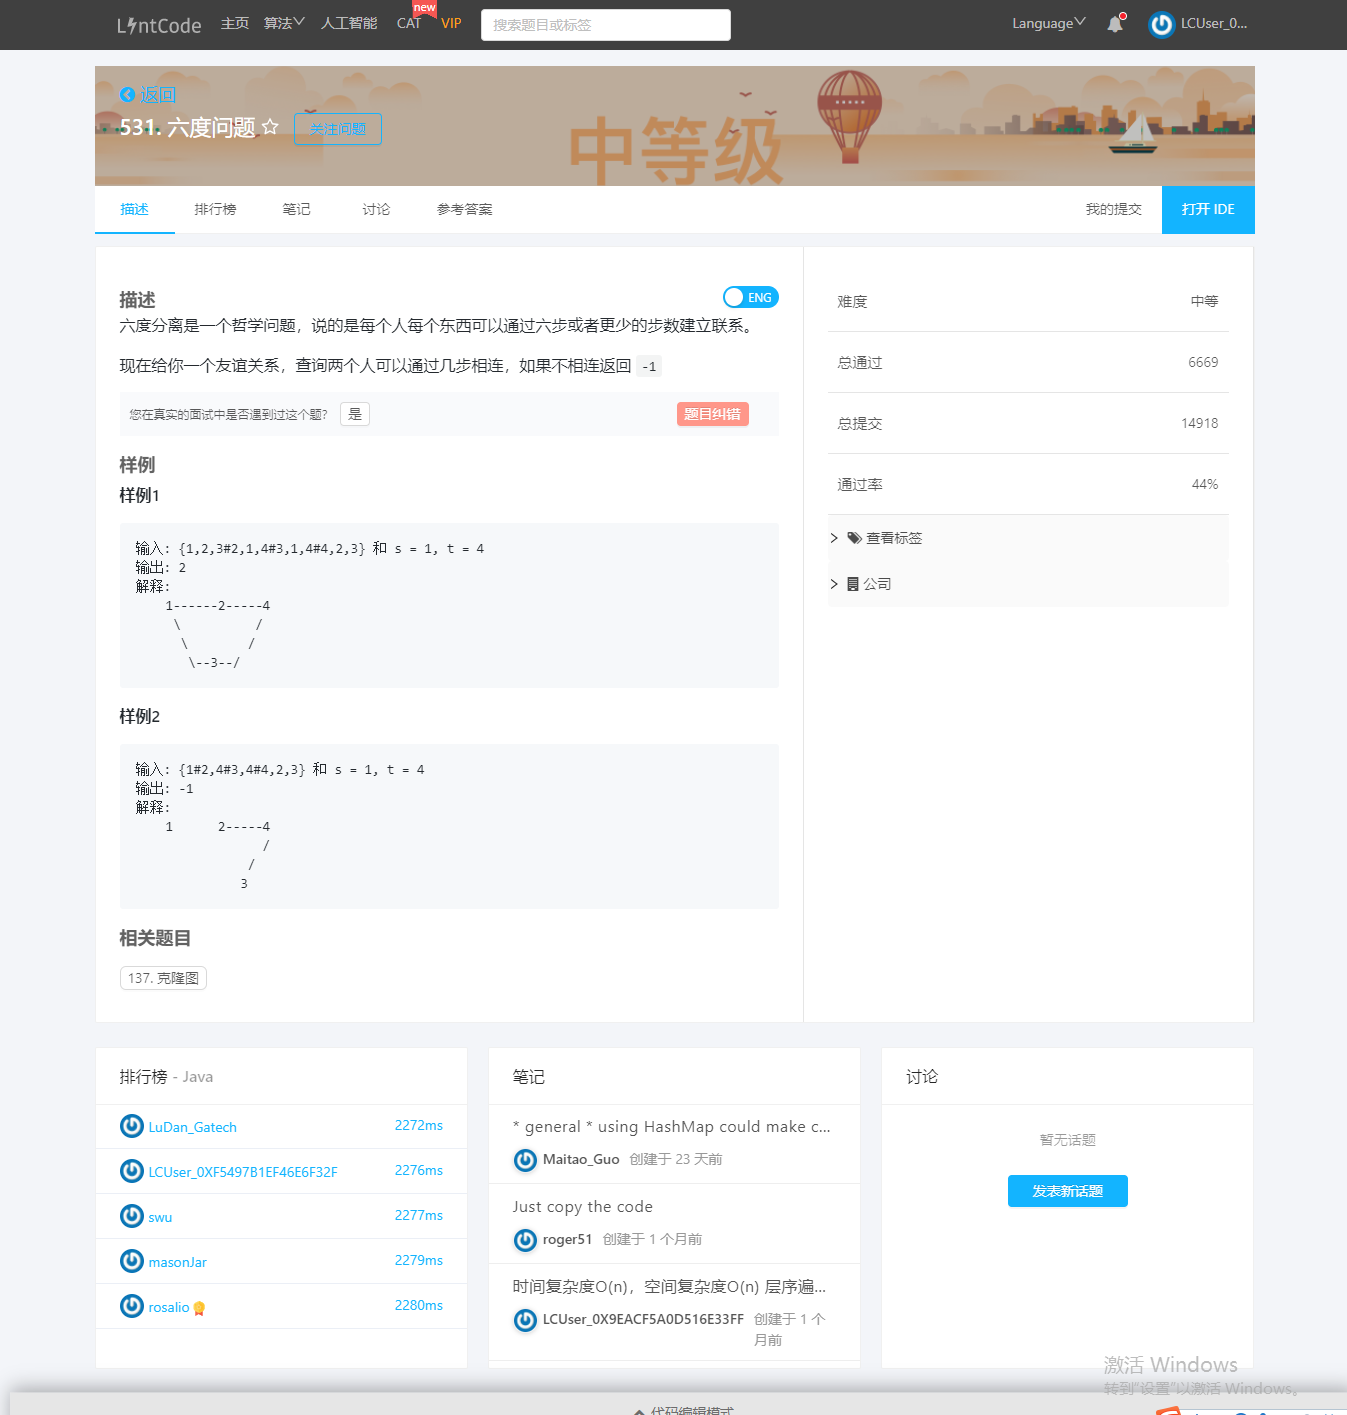 LintCode 主页 算法 人工智能 CAT new VIP 搜索题目或标签 Language LCUser_0...
返回
531. 六度问题 关注问题
中等级
描述 排行榜 笔记 讨论 参考答案 我的提交 打开 IDE
描述 ENG
六度分离是一个哲学问题，说的是每个人每个东西可以通过六步或者更少的步数建立联系。
现在给你一个友谊关系，查询两个人可以通过几步相连，如果不相连返回 -1
您在真实的面试中是否遇到过这个题? 是 题目纠错
样例
样例1
输入: {1,2,3#2,1,4#3,1,4#4,2,3} 和 s = 1, t = 4
输出: 2
解释:
    1------2-----4
     \          /
      \        /
       \--3--/
样例2
输入: {1#2,4#3,4#4,2,3} 和 s = 1, t = 4
输出: -1
解释:
    1      2-----4
                 /
               /
              3
相关题目
137. 克隆图
难度 中等
总通过 6669
总提交 14918
通过率 44%
查看标签
公司
排行榜 - Java
LuDan_Gatech 2272ms
LCUser_0XF5497B1EF46E6F32F 2276ms
swu 2277ms
masonJar 2279ms
rosalio 2280ms
笔记
* general * using HashMap could make c...
Maitao_Guo 创建于 23 天前
Just copy the code
roger51 创建于 1 个月前
时间复杂度O(n)，空间复杂度O(n) 层序遍...
LCUser_0X9EACF5A0D516E33FF 创建于 1 个
月前
讨论
暂无话题
发表新话题
激活 Windows
转到"设置"以激活 Windows。
代码编辑模式